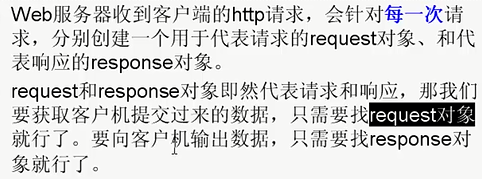 Web服务器收到客户端的http请求，会针对每一次请
求，分别创建一个用于代表请求的request对象、和代
表响应的response对象。
request和response对象即然代表请求和响应，那我们
要获取客户机提交过来的数据，只需要找request对象
就行了。要向客户机输出数据，只需要找response对
象就行了。